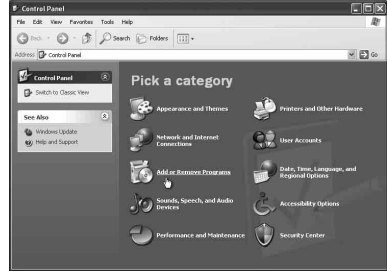 Control Panel
File Edit View Favorites Tools Help
Back Search Folders
Address Control Panel Go
Control Panel
Switch to Classic View
See Also
Windows Update
Help and Support
Pick a category
Appearance and Themes
Printers and Other Hardware
Network and Internet
Connections
User Accounts
Add or Remove Programs
Date, Time, Language, and
Regional Options
Sounds, Speech, and Audio
Devices
Accessibility Options
Performance and Maintenance
Security Center